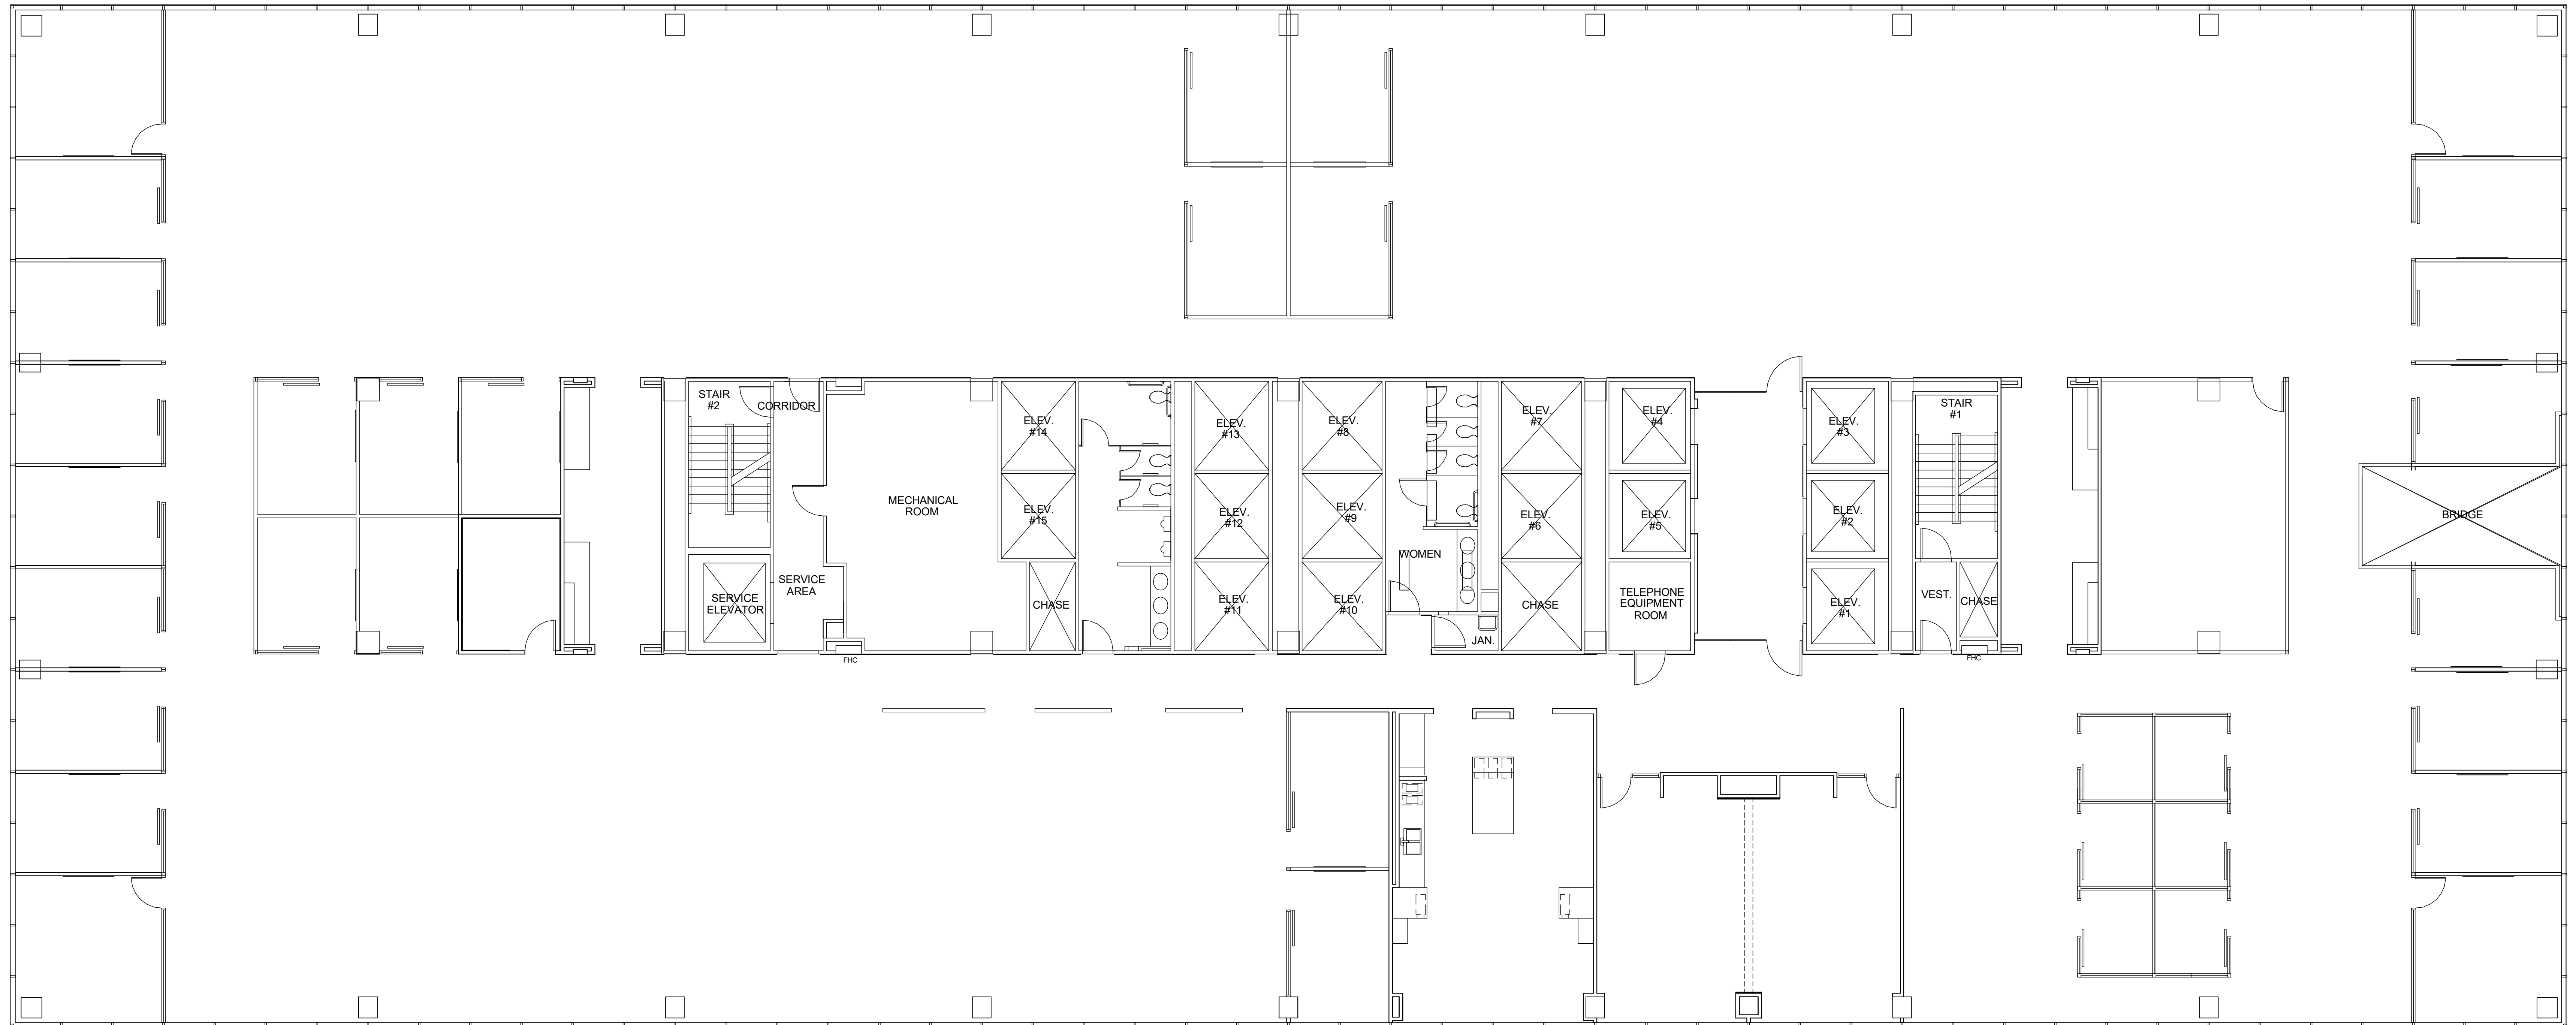 STAIR
#2
CORRIDOR
ELEV.
#14
ELEV.
#13
ELEV.
#8
ELEV.
#7
ELEV.
#4
ELEV.
#3
STAIR
#1
MECHANICAL
ROOM
ELEV.
#15
ELEV.
#12
ELEV.
#9
ELEV.
#6
ELEV.
#5
ELEV.
#2
BRIDGE
WOMEN
SERVICE
AREA
SERVICE
ELEVATOR
CHASE
ELEV.
#11
ELEV.
#10
CHASE
TELEPHONE
EQUIPMENT
ROOM
ELEV.
#1
VEST.
CHASE
JAN.
FHC
FHC